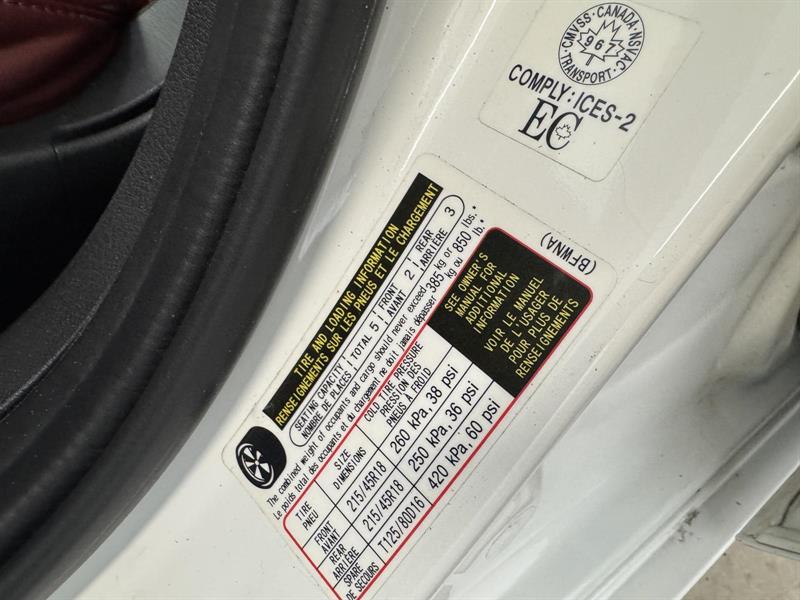 CMVSS·CANADA·NSVAC·
967
TRANSPORT·
COMPLY:ICES-2
EC
TIRE AND LOADING INFORMATION
RENSEIGNEMENTS SUR LES PNEUS ET LE CHARGEMENT
SEATING CAPACITY | TOTAL 5 | FRONT 2 | REAR 3
NOMBRE DE PLACES | AVANT | ARRIÈRE
The combined weight of occupants and cargo should never exceed 385 kg or 850 lbs.
Le poids total des occupants et du chargement ne doit jamais dépasser 385 kg ou 850 lb.
TIRE SIZE COLD TIRE PRESSURE
PNEU DIMENSIONS PRESSION DES PNEUS À FROID
FRONT 215/45R18 260 kPa, 38 psi
AVANT
REAR 215/45R18 250 kPa, 36 psi
ARRIÈRE
SPARE T125/80D16 420 kPa, 60 psi
DE SECOURS
SEE OWNER'S
MANUAL FOR
ADDITIONAL
INFORMATION
VOIR LE MANUEL
DE L'USAGER
POUR PLUS DE
RENSEIGNEMENTS
(BFWNA)